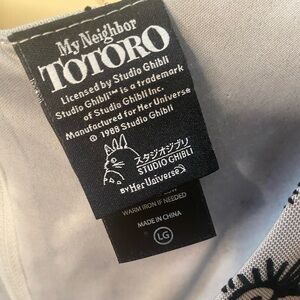 My Neighbor
TOTORO
Licensed by Studio Ghibli
Studio Ghibli™ is a trademark
of Studio Ghibli Inc.
Manufactured for Her Universe
© 1988 Studio Ghibli
スタジオジブリ
STUDIO GHIBLI
BY Her Universe
WARM IRON IF NEEDED
MADE IN CHINA
LG